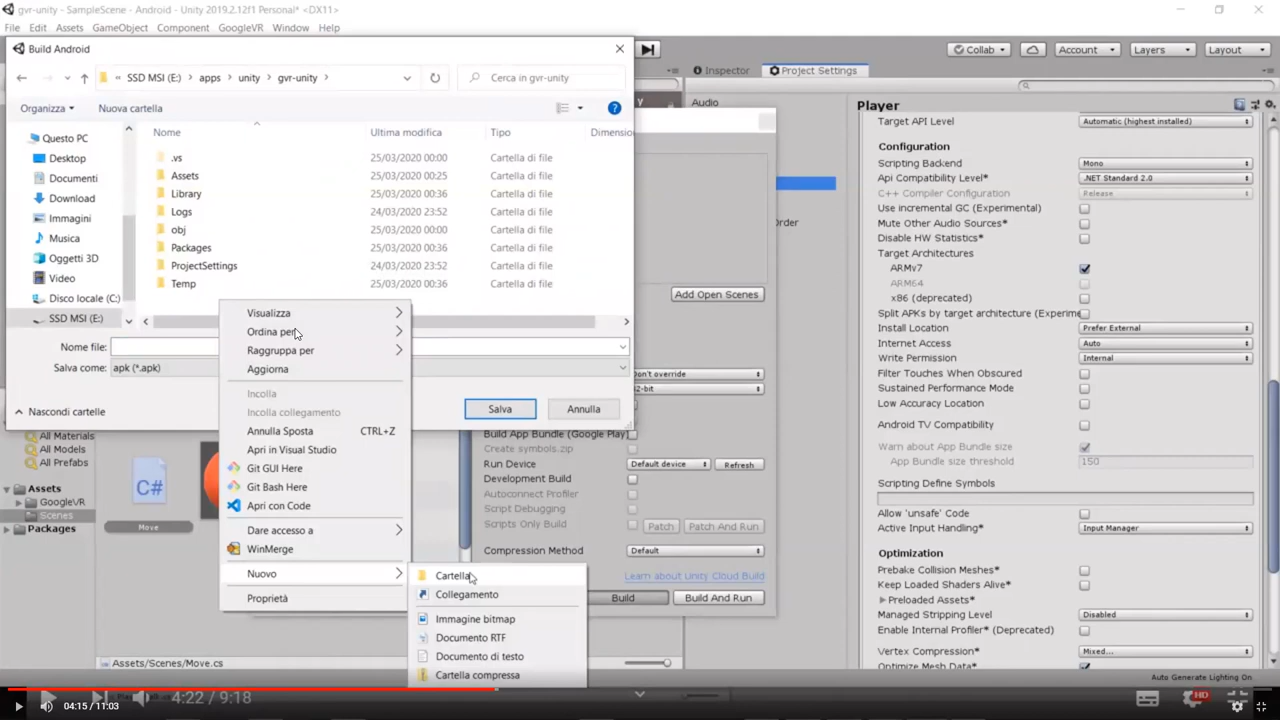 gvr-unity - SampleScene - Android - Unity 2019.2.12f1 Personal* <DX11>
File Edit Assets GameObject Component GoogleVR Window Help
Build Android
Collab Account Layers Layout
« SSD MSI (E:) > apps > unity > gvr-unity >
Cerca in gvr-unity
Inspector Project Settings
Organizza Nuova cartella
Audio
Player
Nome Ultima modifica Tipo Dimensio
Target API Level Automatic (highest installed)
Questo PC
Desktop
Documenti
Download
Immagini
Musica
Oggetti 3D
Video
Disco locale (C:)
SSD MSI (E:)
.vs 25/03/2020 00:00 Cartella di file
Assets 25/03/2020 00:25 Cartella di file
Library 25/03/2020 00:36 Cartella di file
Logs 24/03/2020 23:52 Cartella di file
obj 25/03/2020 00:00 Cartella di file
Packages 25/03/2020 00:36 Cartella di file
ProjectSettings 24/03/2020 23:52 Cartella di file
Temp 25/03/2020 00:36 Cartella di file
Nome file:
Salva come: apk (*.apk)
Nascondi cartelle
Salva Annulla
Visualizza
Ordina per
Raggruppa per
Aggiorna
Incolla
Incolla collegamento
Annulla Sposta CTRL+Z
Apri in Visual Studio
Git GUI Here
Git Bash Here
Apri con Code
Dare accesso a
WinMerge
Nuovo
Proprietà
Cartella
Collegamento
Immagine bitmap
Documento RTF
Documento di testo
Cartella compressa
All Materials
All Models
All Prefabs
Assets
GoogleVR
Scenes
Packages
C#
Move
Assets/Scenes/Move.cs
Add Open Scenes
Don't override
Build App Bundle (Google Play)
Create symbols.zip
Run Device Default device Refresh
Development Build
Autoconnect Profiler
Script Debugging
Scripts Only Build Patch Patch And Run
Compression Method Default
Learn about Unity Cloud Build
Build Build And Run
Configuration
Scripting Backend Mono
Api Compatibility Level* .NET Standard 2.0
C++ Compiler Configuration Release
Use incremental GC (Experimental)
Mute Other Audio Sources*
Disable HW Statistics*
Target Architectures
ARMv7
ARM64
x86 (deprecated)
Split APKs by target architecture (Experime
Install Location Prefer External
Internet Access Auto
Write Permission Internal
Filter Touches When Obscured
Sustained Performance Mode
Low Accuracy Location
Android TV Compatibility
Warn about App Bundle size
App Bundle size threshold 150
Scripting Define Symbols
Allow 'unsafe' Code
Active Input Handling* Input Manager
Optimization
Prebake Collision Meshes*
Keep Loaded Shaders Alive*
Preloaded Assets*
Managed Stripping Level Disabled
Enable Internal Profiler* (Deprecated)
Vertex Compression* Mixed...
Optimize Mesh Data*
Auto Generate Lighting On
4:22 / 9:18
HD
04:15 / 11:03